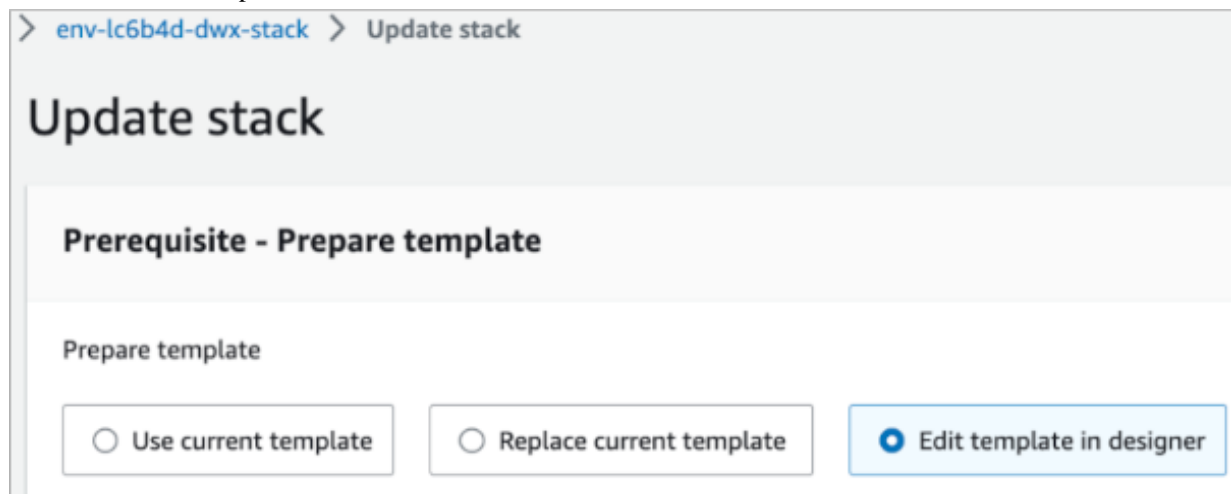 env-lc6b4d-dwx-stack > Update stack
Update stack
Prerequisite - Prepare template
Prepare template
Use current template Replace current template Edit template in designer